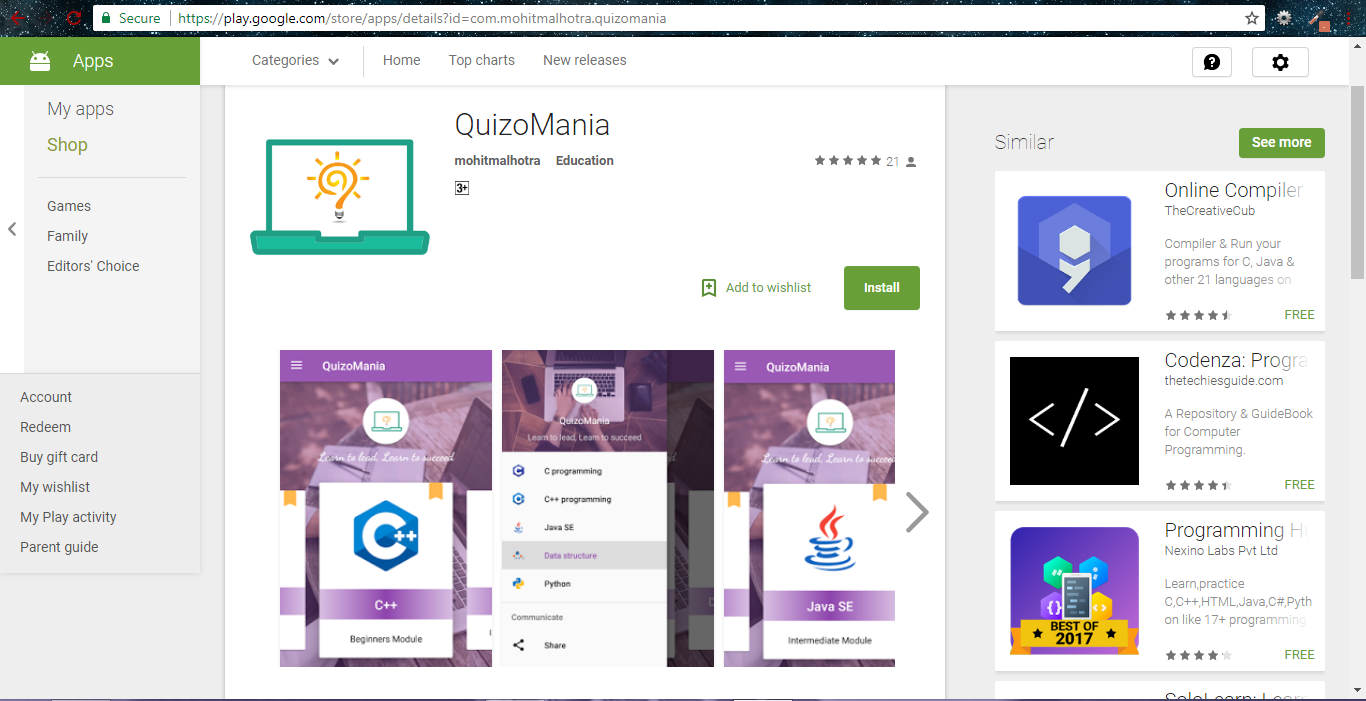 Secure | https://play.google.com/store/apps/details?id=com.mohitmalhotra.quizomania
Apps
Categories
Home
Top charts
New releases
My apps
Shop
Games
Family
Editors' Choice
Account
Redeem
Buy gift card
My wishlist
My Play activity
Parent guide
QuizoMania
mohitmalhotra Education
21
3+
Add to wishlist
Install
QuizoMania
Learn to lead, Learn to succeed
C++
C++
Beginners Module
QuizoMania
Learn to lead, Learn to succeed
C programming
C++ programming
Java SE
Data structure
Python
Communicate
Share
QuizoMania
Learn to lead, Learn to succeed
Java SE
Intermediate Module
Similar
See more
Online Compiler
TheCreativeCub
Compiler & Run your
programs for C, Java &
other 21 languages on
FREE
Codenza: Progra
thetechiesguide.com
A Repository & GuideBook
for Computer
Programming.
FREE
Programming H
Nexino Labs Pvt Ltd
Learn,practice
C,C++,HTML,Java,C#,Pyth
on like 17+ programming
BEST OF
2017
FREE
SoloLearn: Learn